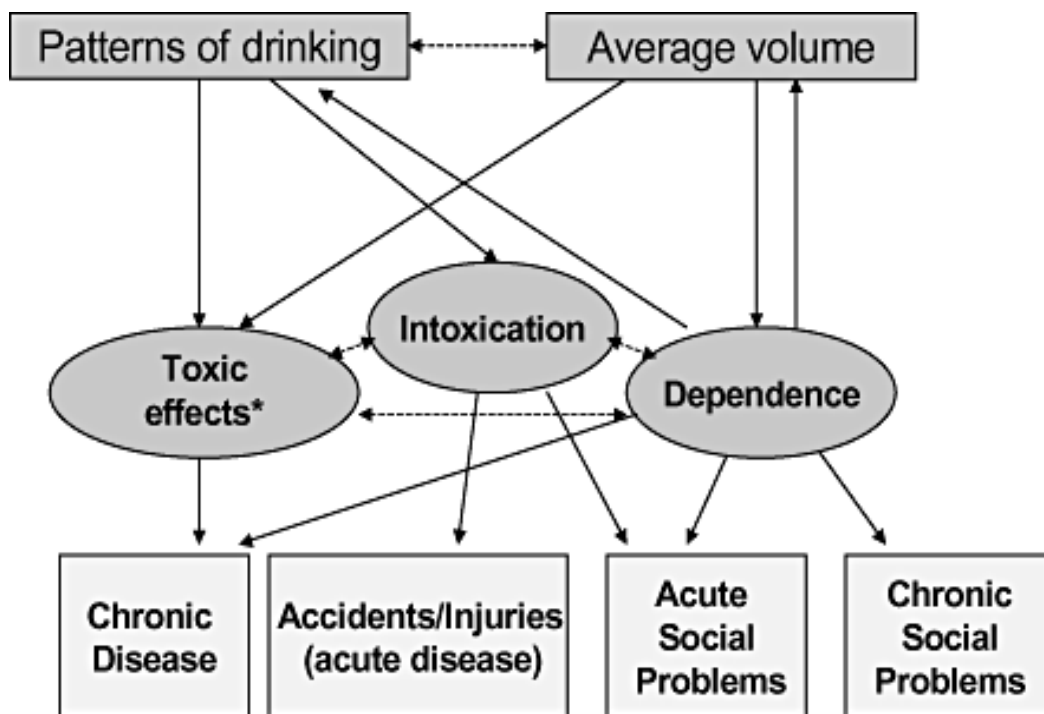 Patterns of drinking
Average volume
Intoxication
Toxic
effects*
Dependence
Chronic
Disease
Accidents/Injuries
(acute disease)
Acute
Social
Problems
Chronic
Social
Problems